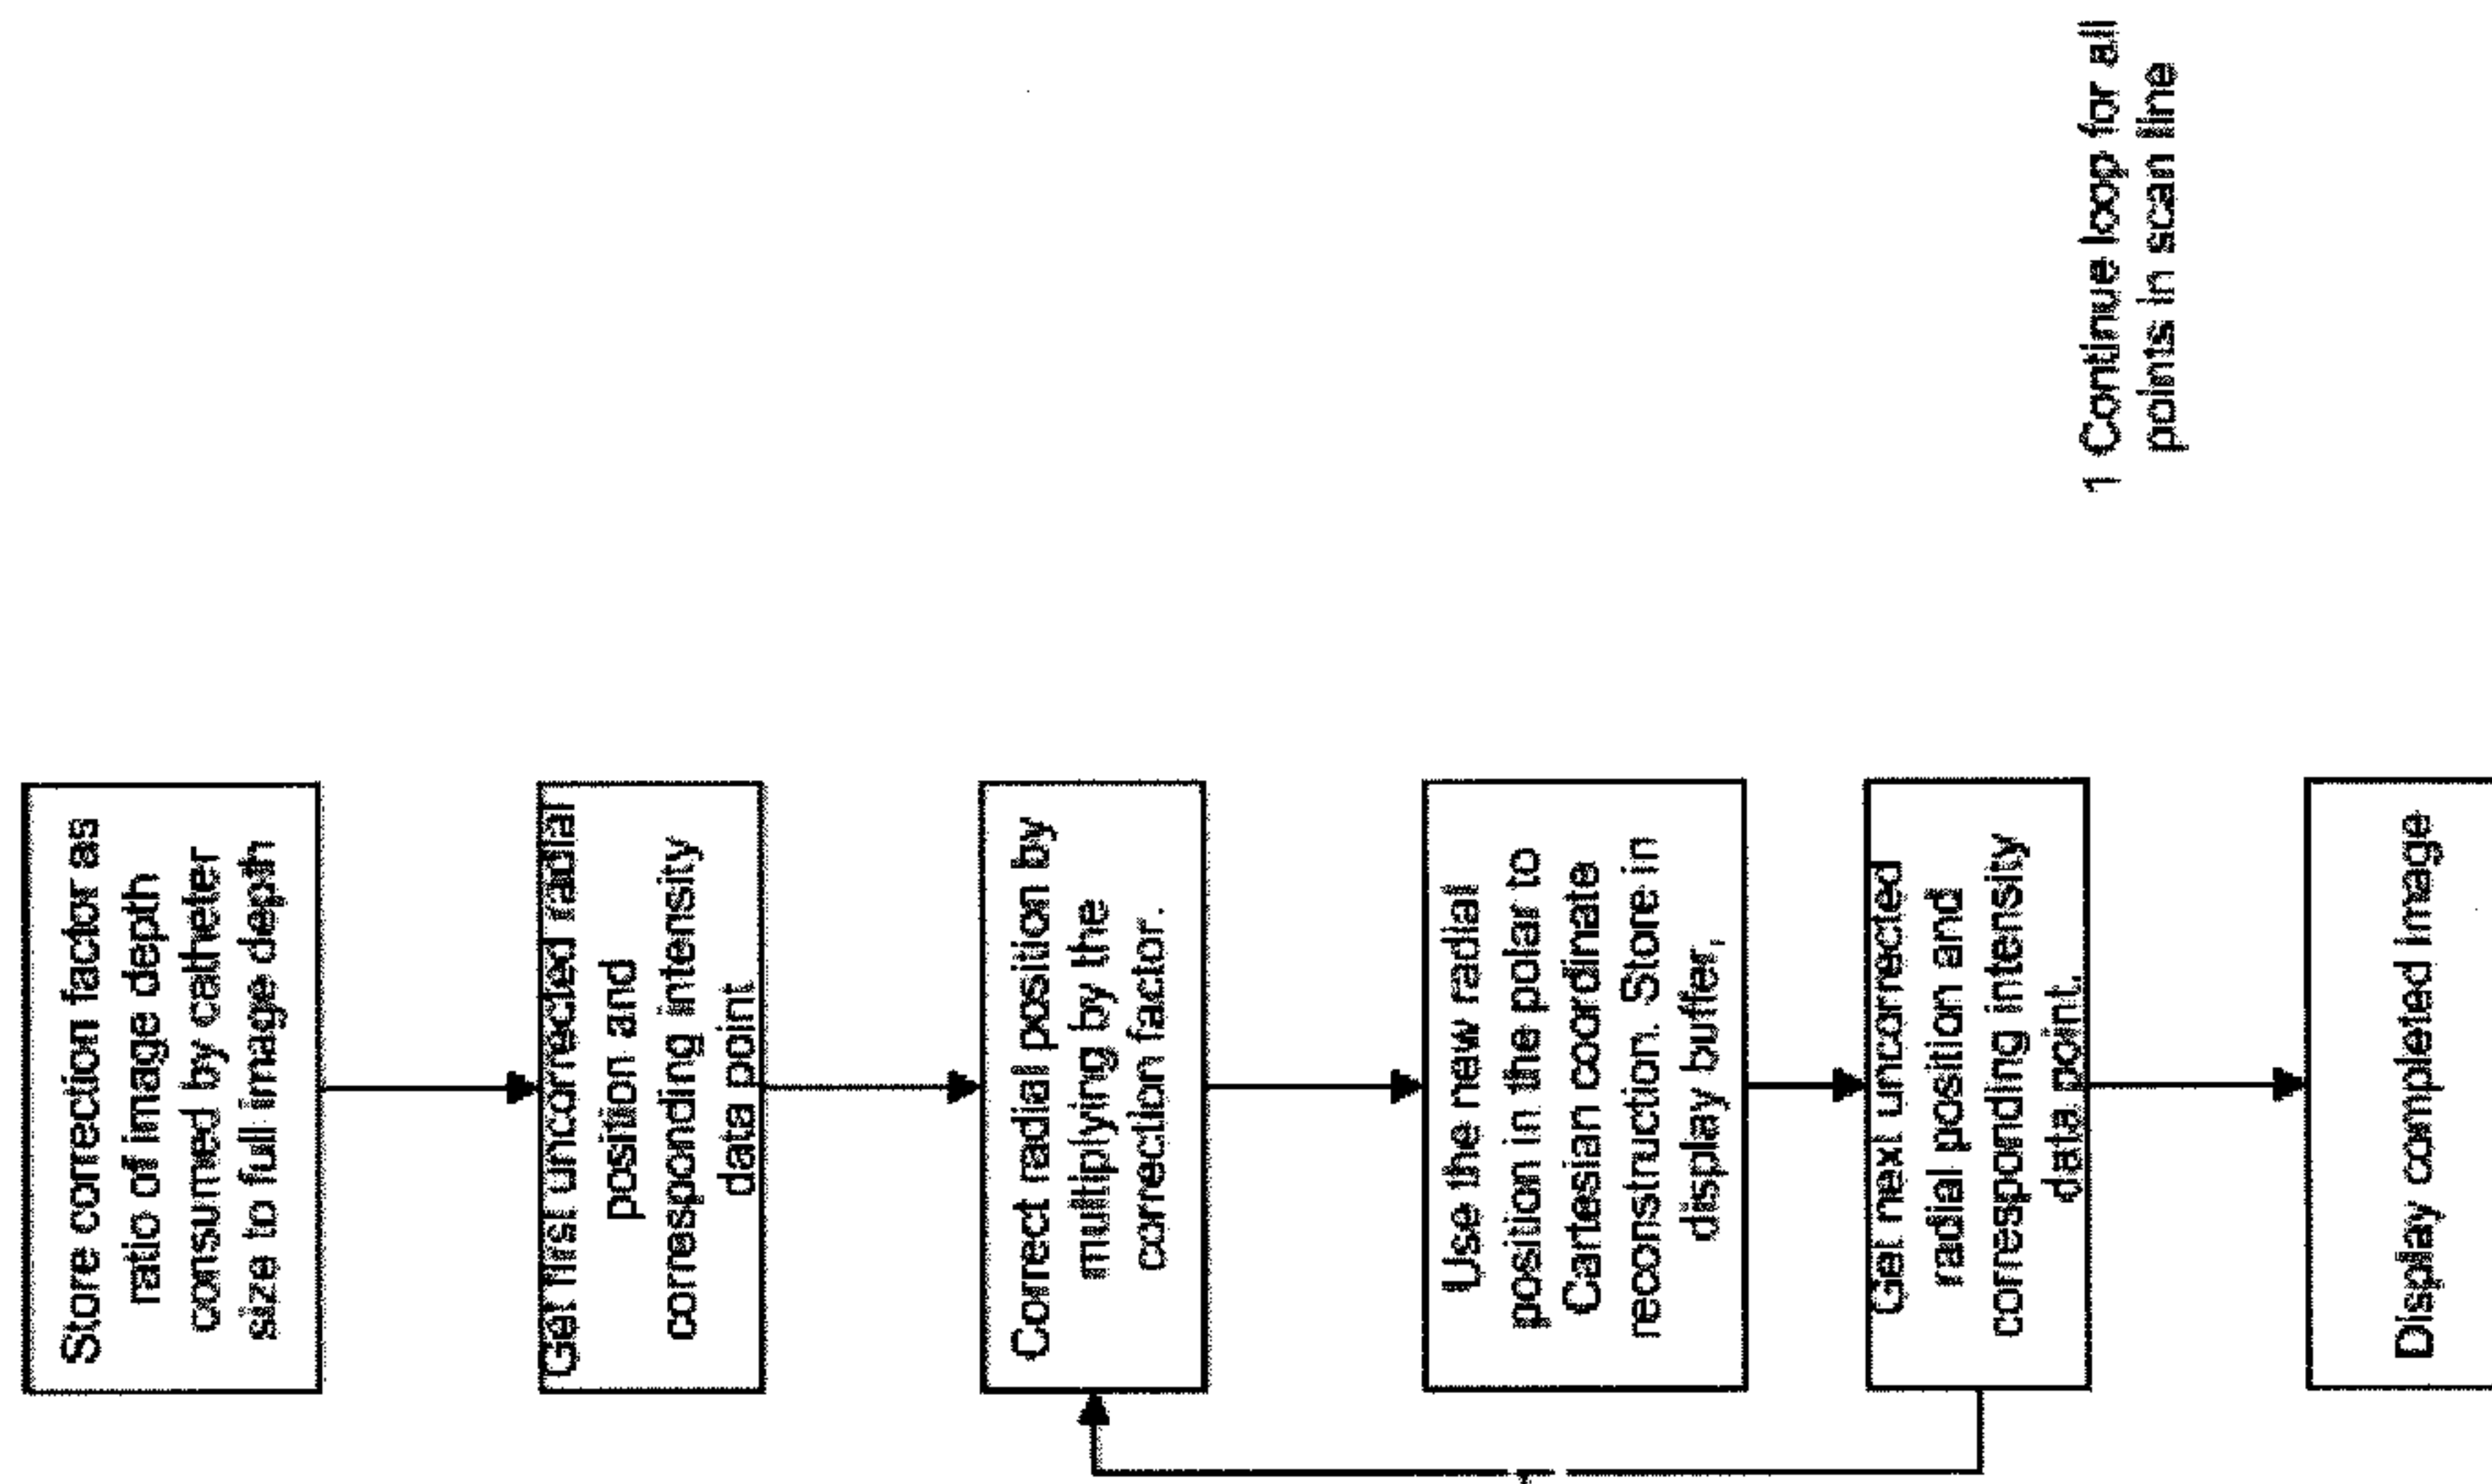 Store correction factor as
ratio of image depth
consumed by catheter
size to full image depth
Get first uncorrected radial
position and
corresponding intensity
data point
Correct radial position by
multiplying by the
correction factor.
Use the new radial
position in the polar to
Cartesian coordinate
reconstruction. Store in
display buffer.
Get next uncorrected
radial position and
corresponding intensity
data point.
Display completed image
1 Continue loop for all
points in scan line
1